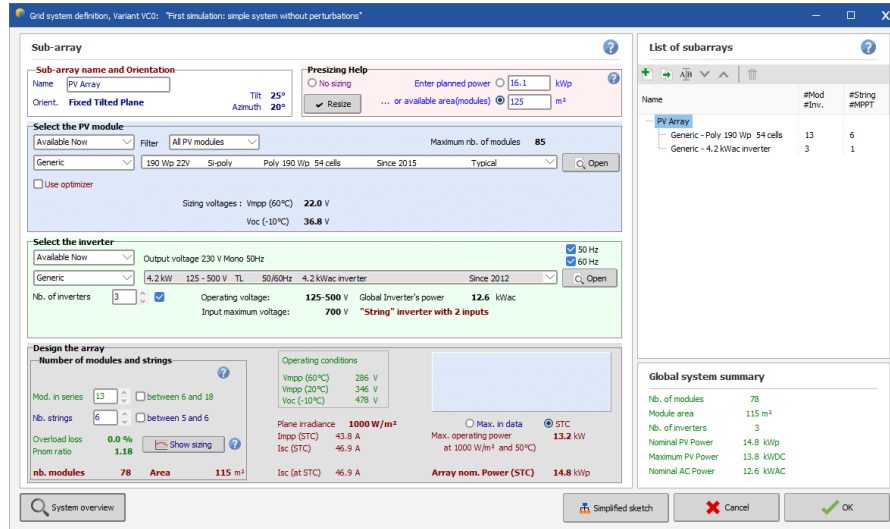 Grid system definition, Variant VC0: "First simulation: simple system without perturbations"
Sub-array
Sub-array name and Orientation
Name PV Array
Orient. Fixed Tilted Plane
Tilt 25°
Azimuth 20°
Presizing Help
No sizing
Enter planned power 16.1 kWp
Resize
... or available area(modules) 125 m²
Select the PV module
Available Now Filter All PV modules Maximum nb. of modules 85
Generic 190 Wp 22V Si-poly Poly 190 Wp 54 cells Since 2015 Typical Open
Use optimizer
Sizing voltages : Vmpp (60°C) 22.0 V
Voc (-10°C) 36.8 V
Select the inverter
Available Now Output voltage 230 V Mono 50Hz
50 Hz
60 Hz
Generic 4.2 kW 125 - 500 V TL 50/60Hz 4.2 kWac inverter Since 2012 Open
Nb. of inverters 3 Operating voltage: 125-500 V Global Inverter's power 12.6 kWac
Input maximum voltage: 700 V "String" inverter with 2 inputs
Design the array
Number of modules and strings
Mod. in series 13 between 6 and 18
Nb. strings 6 between 5 and 6
Overload loss 0.0 %
Pnom ratio 1.18
Show sizing
nb. modules 78 Area 115 m²
Operating conditions
Vmpp (60°C) 286 V
Vmpp (20°C) 346 V
Voc (-10°C) 478 V
Plane irradiance 1000 W/m²
Impp (STC) 43.8 A
Isc (STC) 46.9 A
Isc (at STC) 46.9 A
Max. in data STC
Max. operating power 13.2 kW
at 1000 W/m² and 50°C)
Array nom. Power (STC) 14.8 kWp
List of subarrays
Name #Mod #String
#Inv. #MPPT
PV Array
Generic - Poly 190 Wp 54 cells 13 6
Generic - 4.2 kWac inverter 3 1
Global system summary
Nb. of modules 78
Module area 115 m²
Nb. of inverters 3
Nominal PV Power 14.8 kWp
Maximum PV Power 13.8 kWDC
Nominal AC Power 12.6 kWAC
System overview
Simplified sketch
Cancel
OK